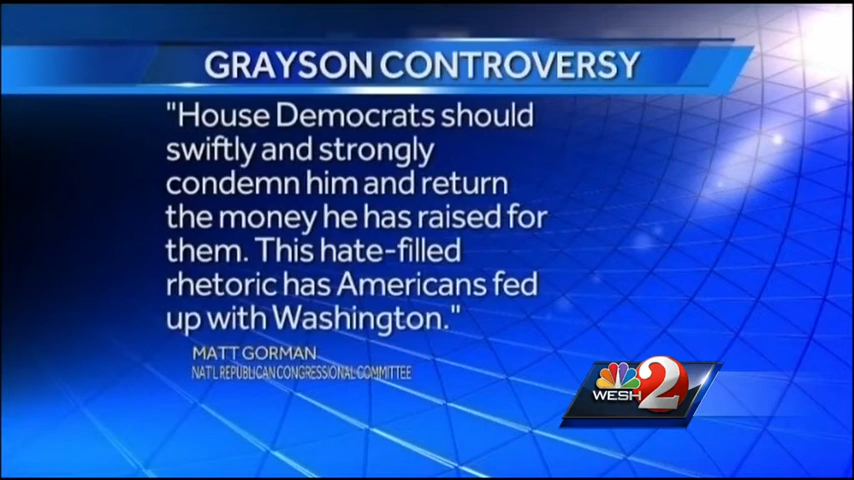 GRAYSON CONTROVERSY
"House Democrats should
swiftly and strongly
condemn him and return
the money he has raised for
them. This hate-filled
rhetoric has Americans fed
up with Washington."
MATT GORMAN
NAT'L REPUBLICAN CONGRESSIONAL COMMITTEE
WESH 2